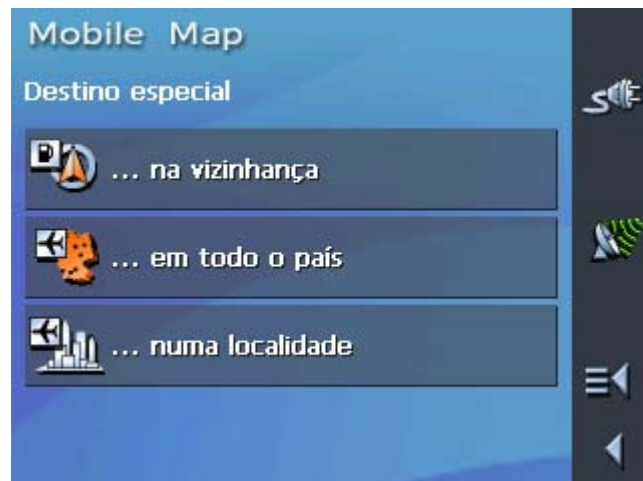 Mobile Map
Destino especial
... na vizinhança
... em todo o país
... numa localidade